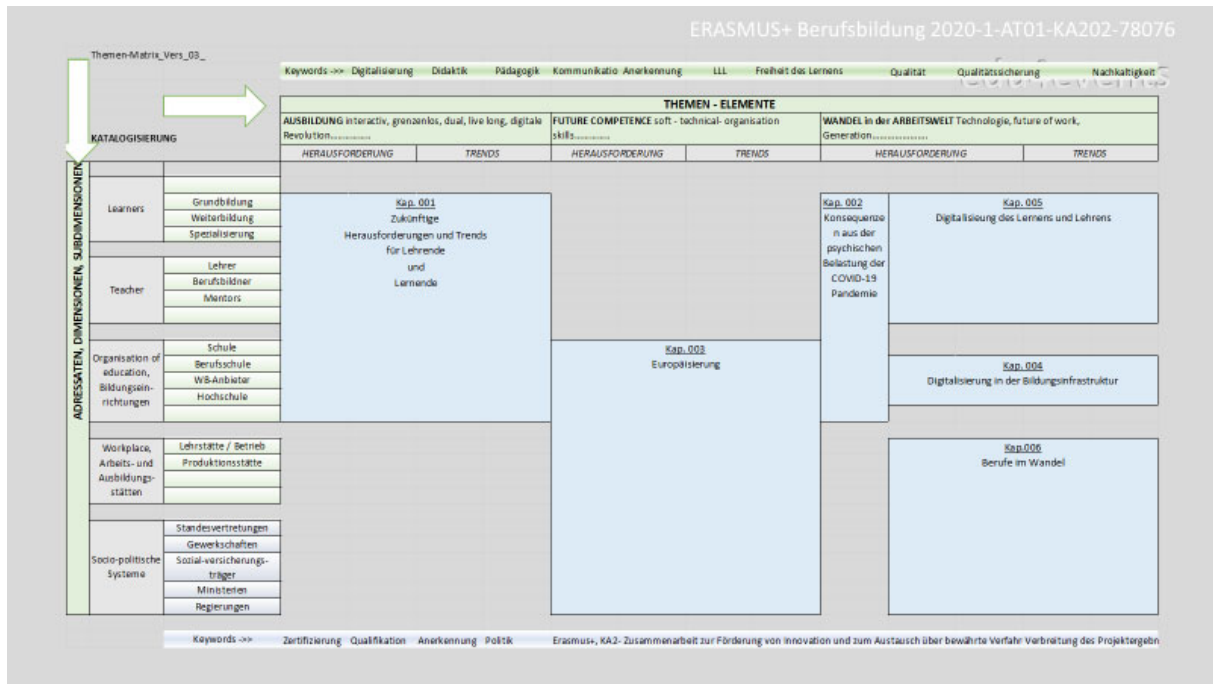 ERASMUS+ Berufsbildung 2020-1-AT01-KA202-78076
Themen-Matrix_Vers_03_
Keywords ->> Digitalisierung Didaktik Pädagogik Kommunikatio Anerkennung LLL Freiheit des Lernens Qualität Qualitätssicherung Nachkaltigkeit
THEMEN - ELEMENTE
KATALOGISIERUNG
AUSBILDUNG interactiv, grenzenlos, dual, live long, digitale
Revolution...............
FUTURE COMPETENCE soft - technical- organisation
skills.............
WANDEL in der ARBEITSWELT Technologie, future of work,
Generation.....................
HERAUSFORDERUNG TRENDS HERAUSFORDERUNG TRENDS HERAUSFORDERUNG TRENDS
ADRESSATEN, DIMENSIONEN, SUBDIMENSIONEN
Learners
Grundbildung
Weiterbildung
Spezialisierung
Teacher
Lehrer
Berufsbildner
Mentors
Organisation of
education,
Bildungsein-
richtungen
Schule
Berufsschule
WB-Anbieter
Hochschule
Workplace,
Arbeits- und
Ausbildungs-
stätten
Lehrstätte / Betrieb
Produktionsstätte
Socio-politische
Systeme
Standesvertretungen
Gewerkschaften
Sozial-versicherungs-
träger
Ministerien
Regierungen
Kap. 001
Zukünftige
Herausforderungen und Trends
für Lehrende
und
Lernende
Kap. 002
Konsequenze
n aus der
psychischen
Belastung der
COVID-19
Pandemie
Kap. 005
Digitalisieung des Lernens und Lehrens
Kap. 003
Europäisierung
Kap. 004
Digitalisierung in der Bildungsinfrastruktur
Kap.006
Berufe im Wandel
Keywords ->> Zertifizierung Qualifikation Anerkennung Politik Erasmus+, KA2- Zusammenarbeit zur Förderung von Innovation und zum Austausch über bewährte Verfahr Verbreitung des Projektergebn